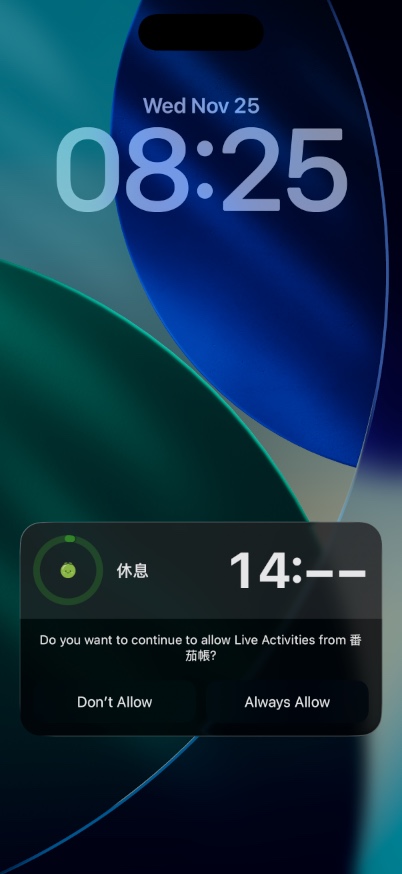 Wed Nov 25
08:25
休息
14:––
Do you want to continue to allow Live Activities from 番
茄帳?
Don't Allow
Always Allow